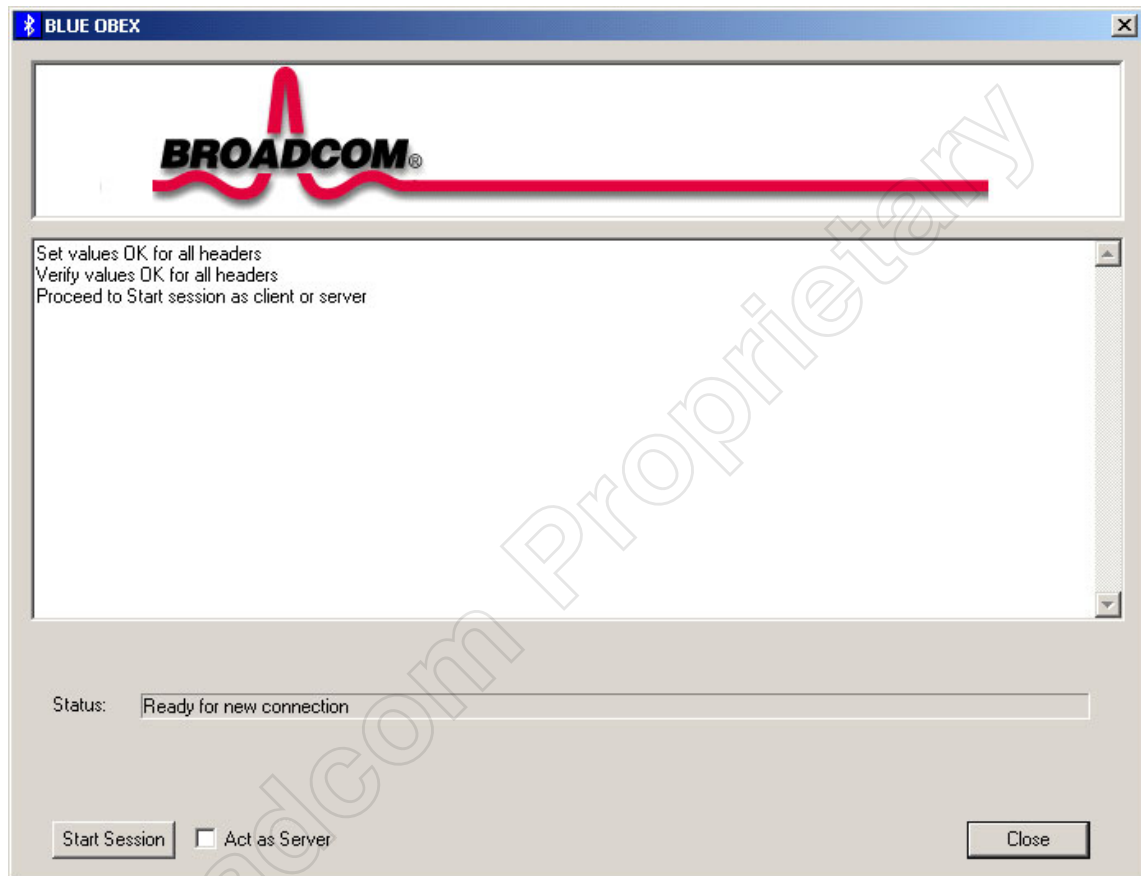 BLUE OBEX
BROADCOM®
Set values OK for all headers
Verify values OK for all headers
Proceed to Start session as client or server
Status: Ready for new connection
Start Session Act as Server Close
adcom Proprietary